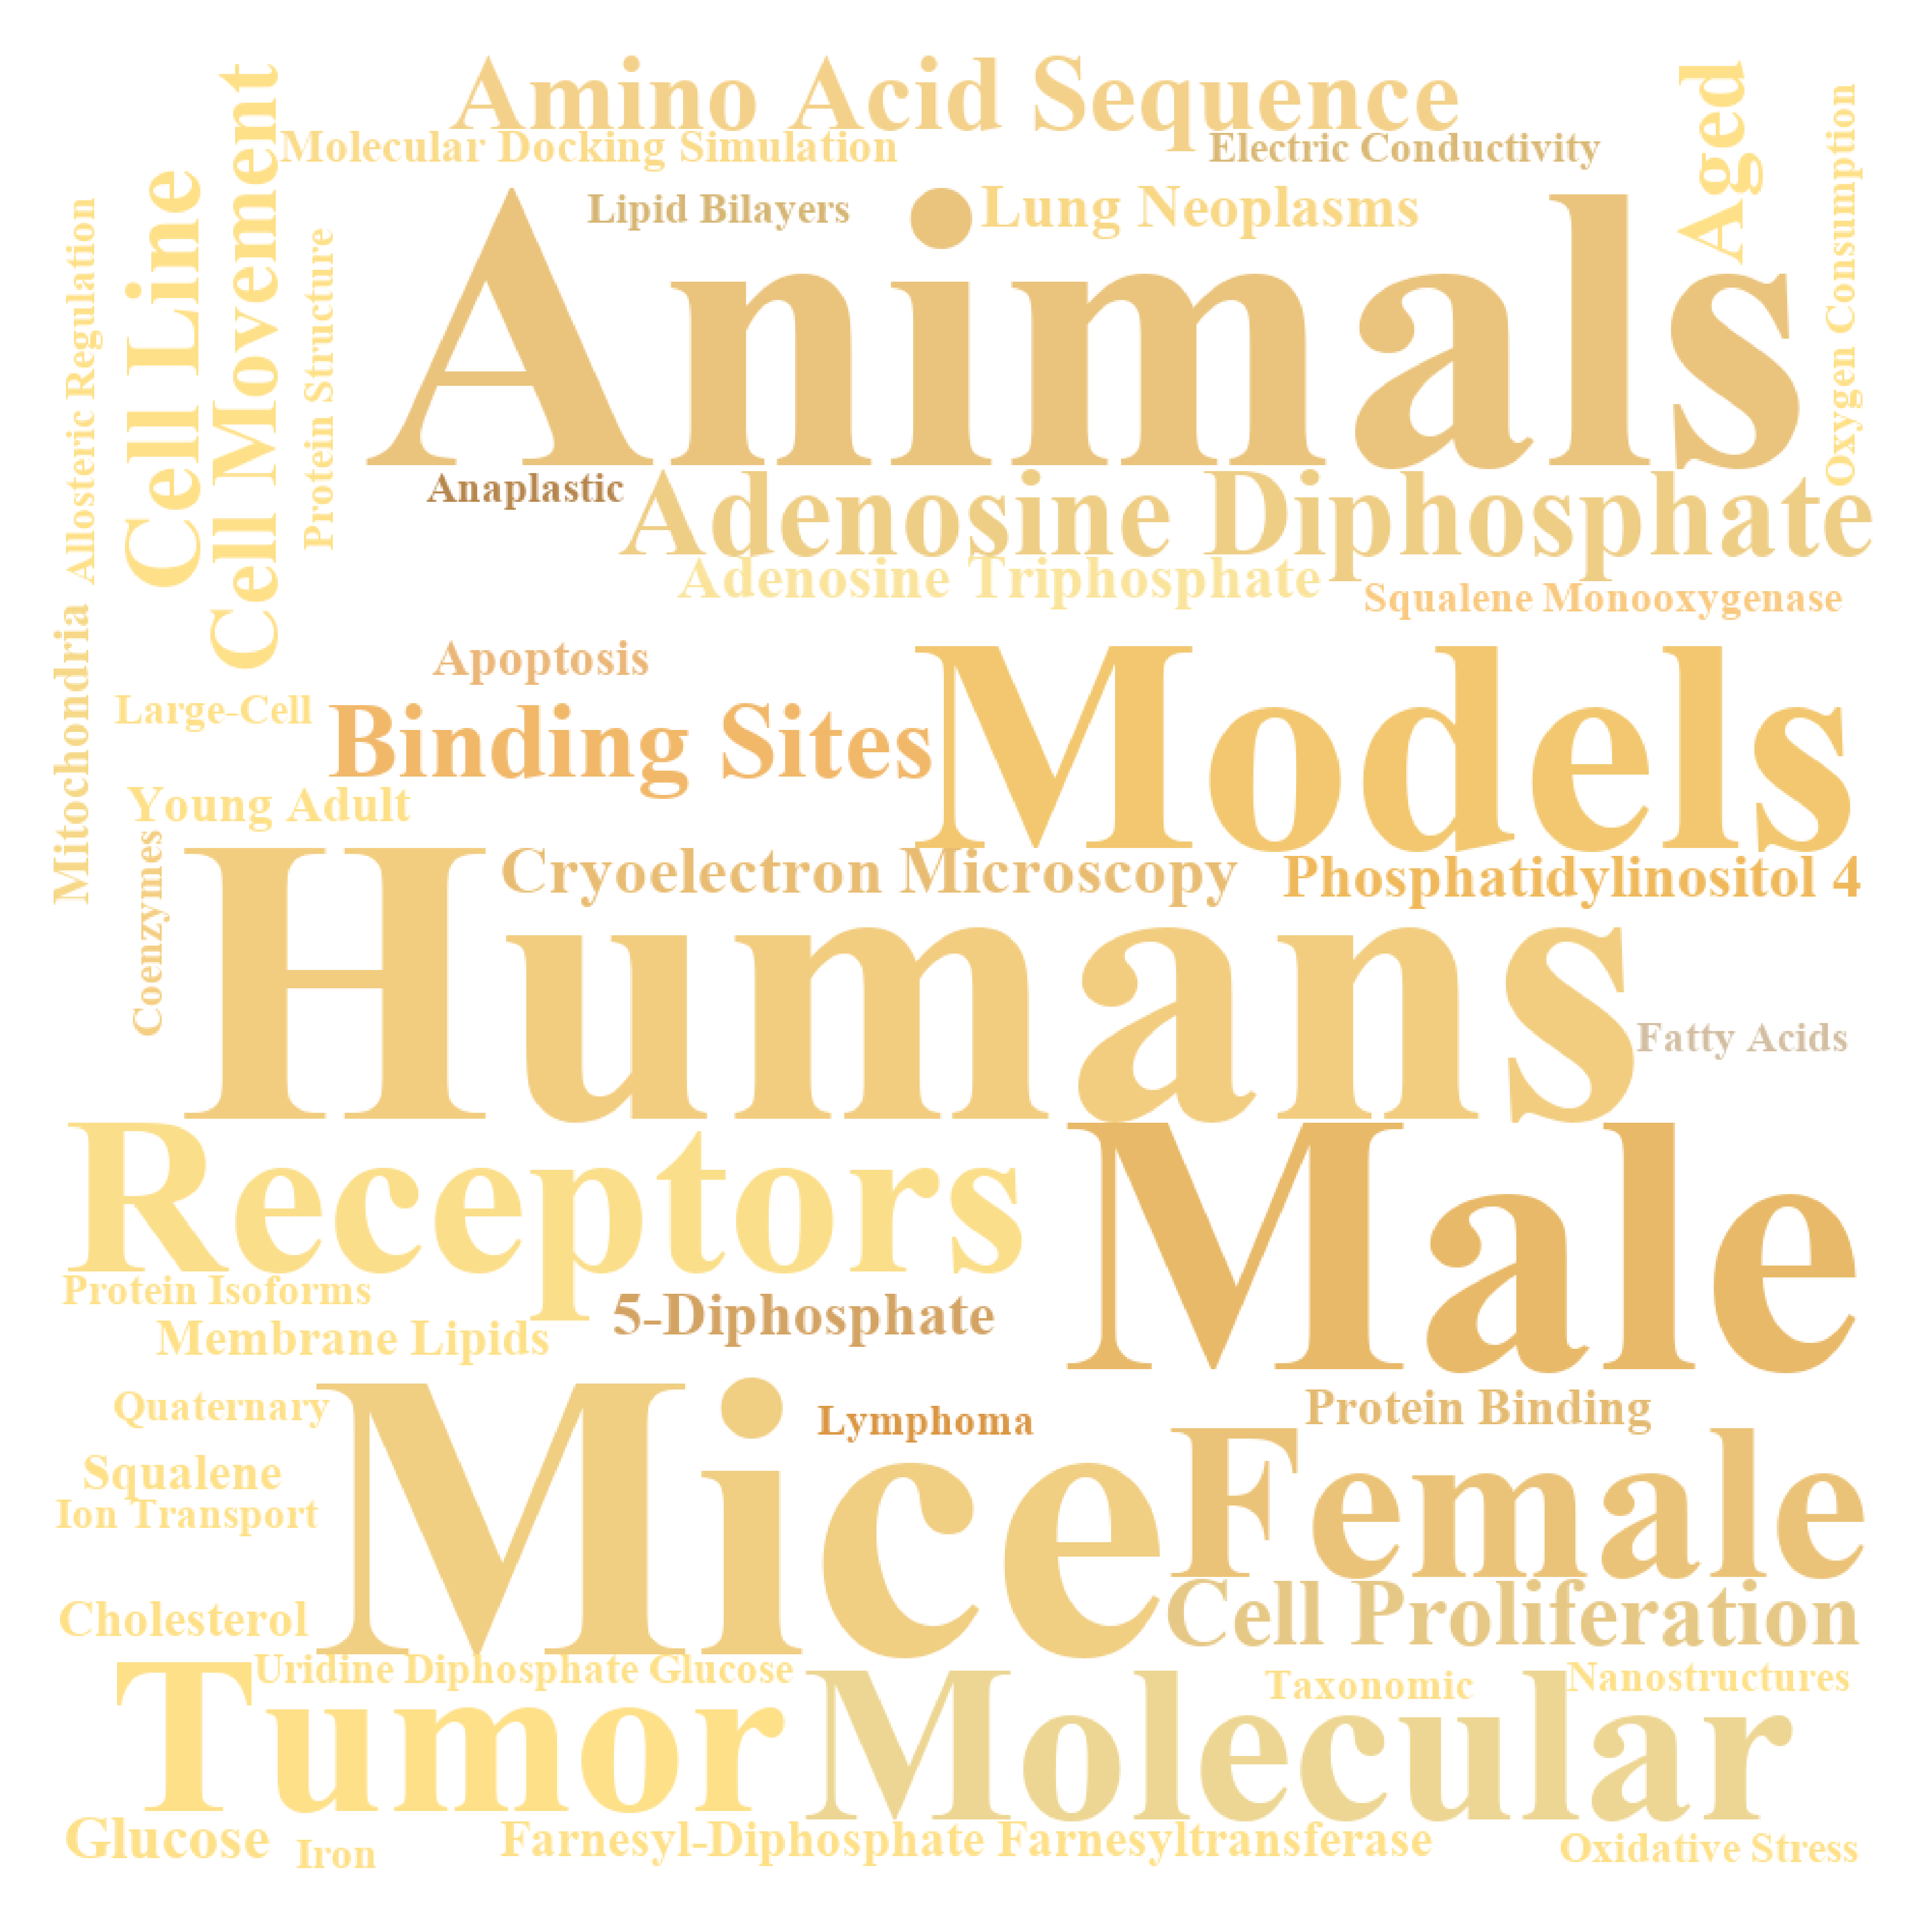 Amino Acid Sequence
Molecular Docking Simulation
Electric Conductivity
Aged
Oxygen Consumption
Cell Movement
Cell Line
Allosteric Regulation
Protein Structure
Lipid Bilayers
Lung Neoplasms
Animals
Anaplastic
Adenosine Diphosphate
Adenosine Triphosphate
Squalene Monooxygenase
Mitochondria
Apoptosis
Models
Large-Cell
Binding Sites
Young Adult
Coenzymes
Cryoelectron Microscopy
Phosphatidylinositol 4
Humans
Fatty Acids
Receptors
Male
Protein Isoforms
5-Diphosphate
Membrane Lipids
Quaternary
Mice
Lymphoma
Protein Binding
Female
Squalene
Ion Transport
Cholesterol
Cell Proliferation
Uridine Diphosphate Glucose
Taxonomic
Nanostructures
Tumor
Molecular
Glucose
Iron
Farnesyl-Diphosphate Farnesyltransferase
Oxidative Stress